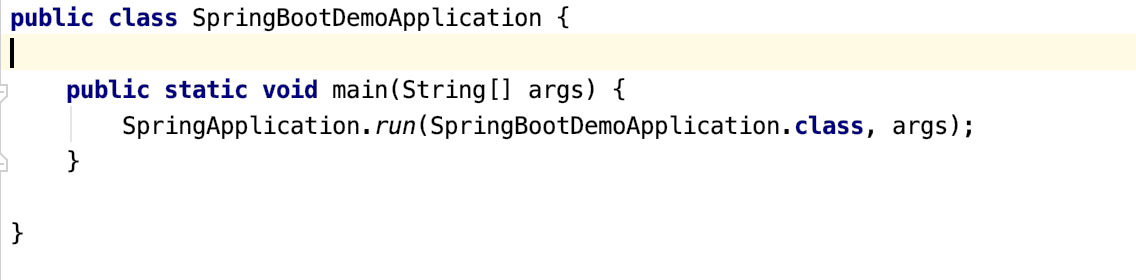 public class SpringBootDemoApplication {
public static void main(String[] args) {
SpringApplication.run(SpringBootDemoApplication.class, args);
}
}